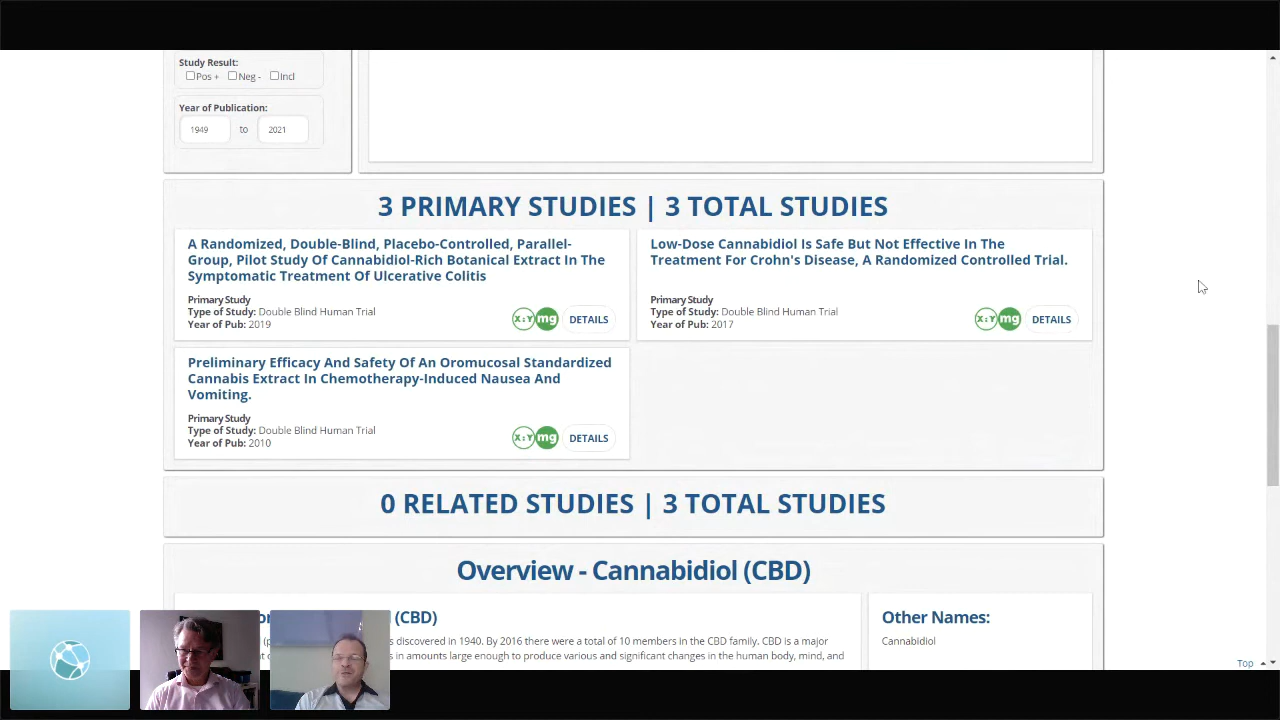 Study Result:
Pos + Neg - Incl
Year of Publication:
1949 to 2021
3 PRIMARY STUDIES | 3 TOTAL STUDIES
A Randomized, Double-Blind, Placebo-Controlled, Parallel-
Group, Pilot Study Of Cannabidiol-Rich Botanical Extract In The
Symptomatic Treatment Of Ulcerative Colitis
Primary Study
Type of Study: Double Blind Human Trial
Year of Pub: 2019
X:Y mg DETAILS
Low-Dose Cannabidiol Is Safe But Not Effective In The
Treatment For Crohn's Disease, A Randomized Controlled Trial.
Primary Study
Type of Study: Double Blind Human Trial
Year of Pub: 2017
X:Y mg DETAILS
Preliminary Efficacy And Safety Of An Oromucosal Standardized
Cannabis Extract In Chemotherapy-Induced Nausea And
Vomiting.
Primary Study
Type of Study: Double Blind Human Trial
Year of Pub: 2010
X:Y mg DETAILS
0 RELATED STUDIES | 3 TOTAL STUDIES
Overview - Cannabidiol (CBD)
(CBD)
discovered in 1940. By 2016 there were a total of 10 members in the CBD family. CBD is a major
in amounts large enough to produce various and significant changes in the human body, mind, and
Other Names:
Cannabidiol
Top